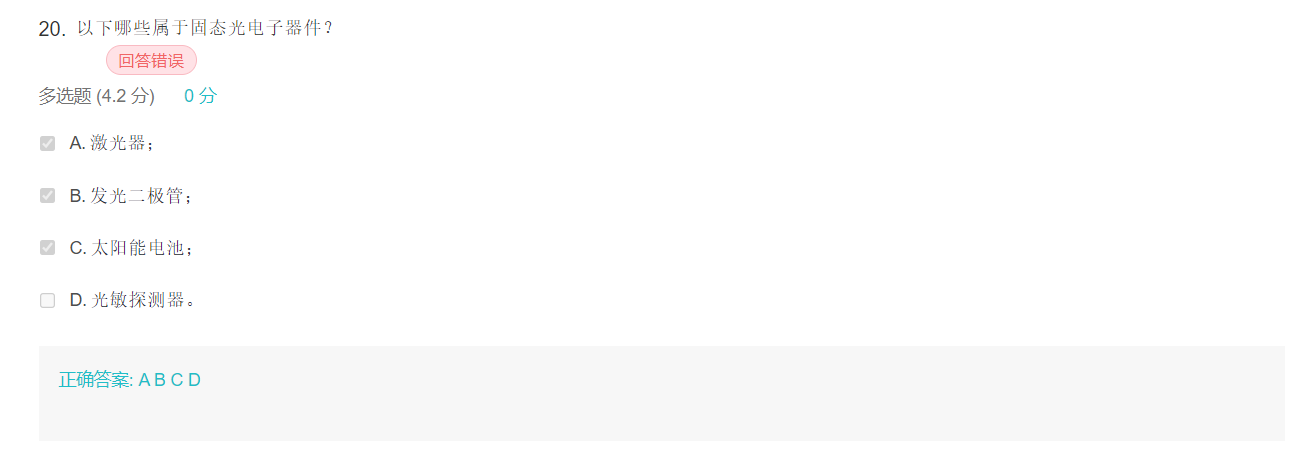 20. 以下哪些属于固态光电子器件？
回答错误
多选题 (4.2 分) 0 分
A. 激光器；
B. 发光二极管；
C. 太阳能电池；
D. 光敏探测器。
正确答案: A B C D